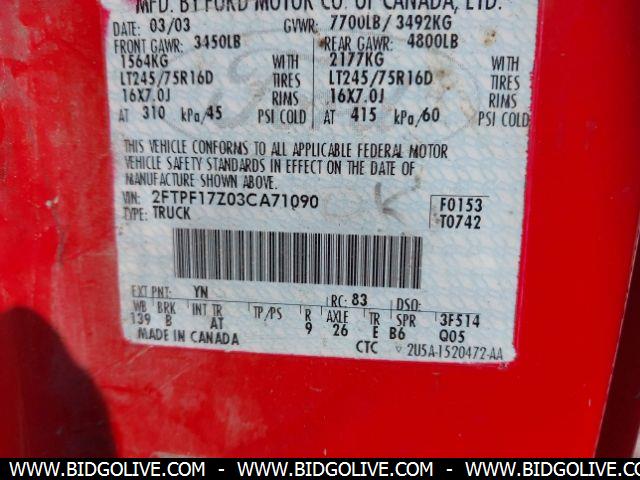 MFD. BY FORD MOTOR CO. OF CANADA, LTD.
DATE: 03/03 GVWR: 7700LB/ 3492KG
FRONT GAWR: 3450LB REAR GAWR: 4800LB
1564KG WITH 2177KG WITH
LT245/75R16D TIRES LT245/75R16D TIRES
16X7.0J RIMS 16X7.0J RIMS
AT 310 kPa/45 PSI COLD AT 415 kPa/60 PSI COLD
THIS VEHICLE CONFORMS TO ALL APPLICABLE FEDERAL MOTOR
VEHICLE SAFETY STANDARDS IN EFFECT ON THE DATE OF
MANUFACTURE SHOWN ABOVE.
VIN: 2FTPF17Z03CA71090 F0153
TYPE: TRUCK T0742
EXT PNT: YN RC: 83 DSO:
WB BRK INT TR TP/PS R AXLE TR SPR 3F514
139 B AT 9 26 E B6 Q05
MADE IN CANADA CTC ▽ 2U5A-1520472-AA
WWW.BIDGOLIVE.COM - WWW.BIDGOLIVE.COM - WWW.BIDGOLIVE.COM